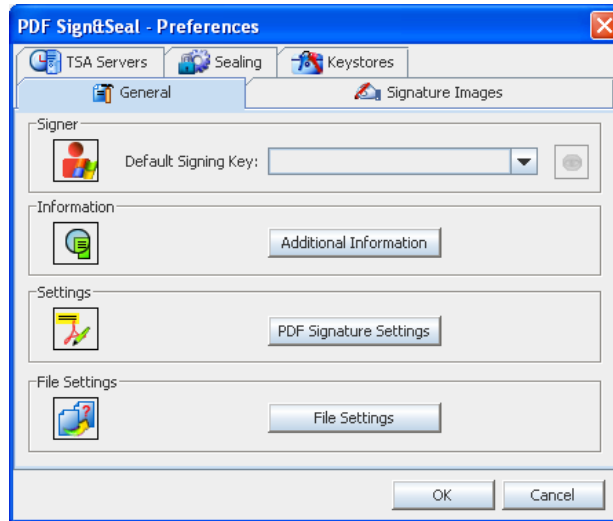 PDF Sign&Seal - Preferences
TSA Servers Sealing Keystores
General Signature Images
Signer
Default Signing Key:
Information
Additional Information
Settings
PDF Signature Settings
File Settings
File Settings
OK Cancel